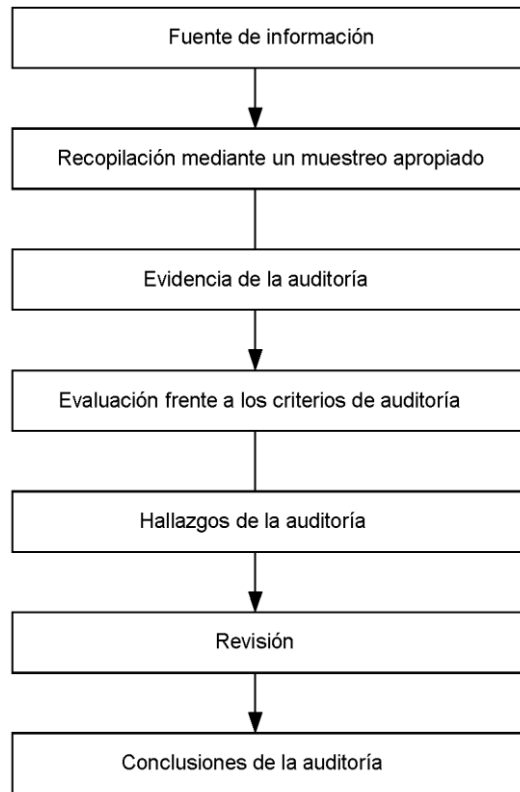 Fuente de información
Recopilación mediante un muestreo apropiado
Evidencia de la auditoría
Evaluación frente a los criterios de auditoría
Hallazgos de la auditoría
Revisión
Conclusiones de la auditoría